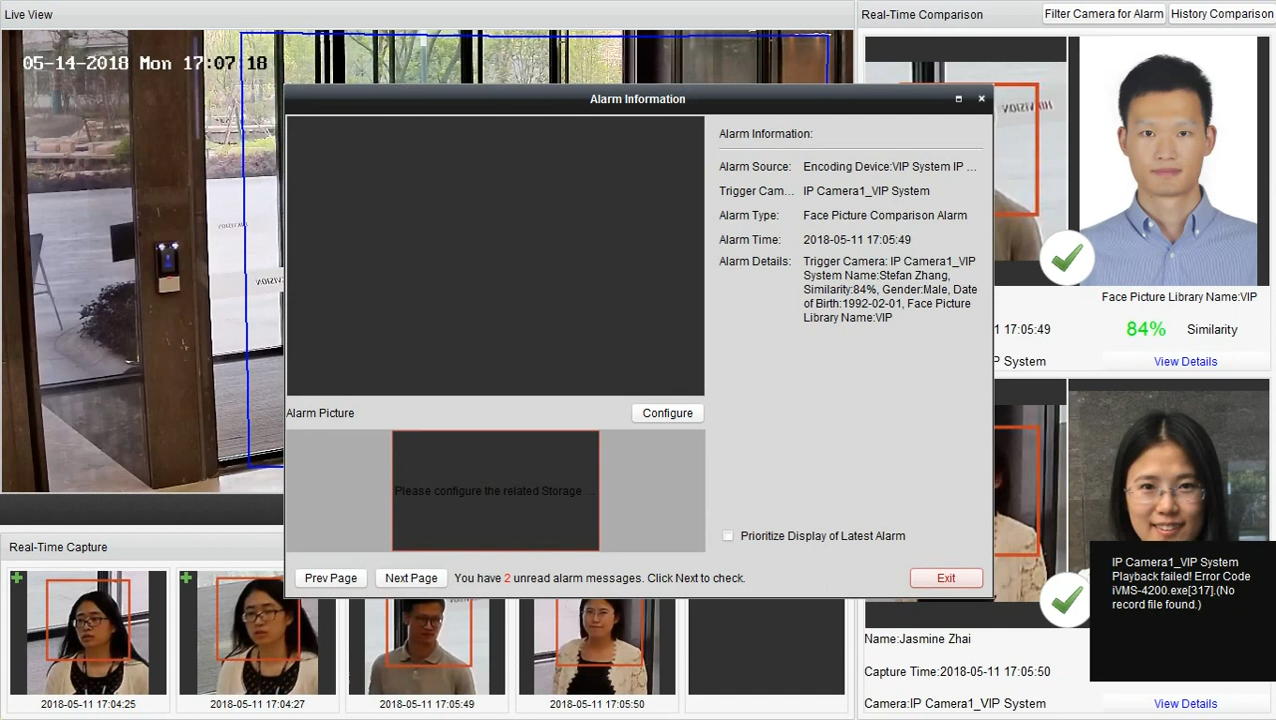 Live View
05-14-2018 Mon 17:07:18
Real-Time Comparison
Filter Camera for Alarm
History Comparison
Alarm Information
Alarm Information:
Alarm Source: Encoding Device:VIP System IP ...
Trigger Cam... IP Camera1_VIP System
Alarm Type: Face Picture Comparison Alarm
Alarm Time: 2018-05-11 17:05:49
Alarm Details: Trigger Camera: IP Camera1_VIP
System Name:Stefan Zhang,
Similarity:84%, Gender:Male, Date
of Birth:1992-02-01, Face Picture
Library Name:VIP
Alarm Picture
Configure
Please configure the related Storage ...
Prioritize Display of Latest Alarm
Prev Page
Next Page
You have 2 unread alarm messages. Click Next to check.
Exit
Face Picture Library Name:VIP
1 17:05:49
84% Similarity
P System
View Details
IP Camera1_VIP System
Playback failed! Error Code
iVMS-4200.exe[317].(No
record file found.)
Name:Jasmine Zhai
Capture Time:2018-05-11 17:05:50
Camera:IP Camera1_VIP System
View Details
Real-Time Capture
2018-05-11 17:04:25
2018-05-11 17:04:27
2018-05-11 17:05:49
2018-05-11 17:05:50